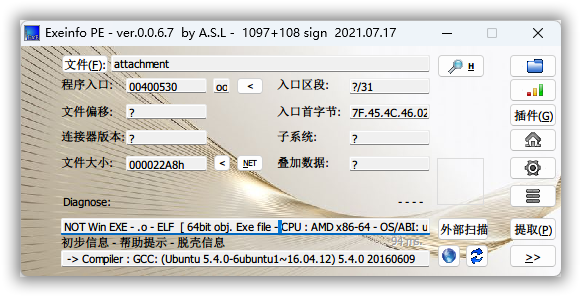 Exeinfo PE - ver.0.0.6.7 by A.S.L - 1097+108 sign 2021.07.17
文件(F): attachment H
程序入口: 00400530 oc < 入口区段: ?/31
文件偏移: ? 入口首字节: 7F.45.4C.46.02 插件(G)
连接器版本: ? 子系统: ?
文件大小: 000022A8h < NET 叠加数据: ?
Diagnose: ----
NOT Win EXE - .o - ELF [ 64bit obj. Exe file - CPU : AMD x86-64 - OS/ABI: u 外部扫描 提取(P)
初步信息 - 帮助提示 - 脱壳信息
-> Compiler : GCC: (Ubuntu 5.4.0-6ubuntu1~16.04.12) 5.4.0 20160609 >>